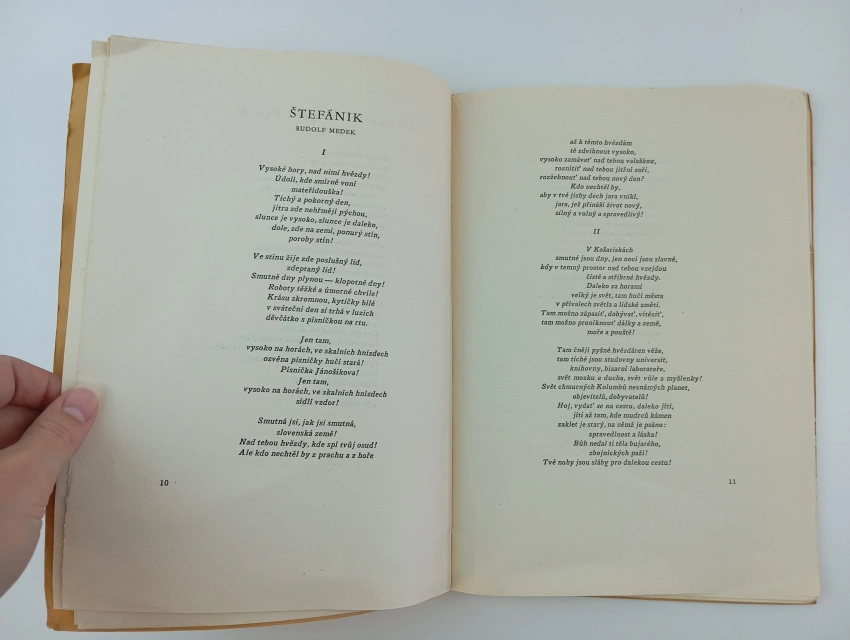 ŠTEFÁNIK
RUDOLF MEDEK
I
Vysoké hory, nad nimi hvězdy!
Údolí, kde smírně voní
mateřídouška!
Tichý a pokorný den,
jitra zde nehřmějí pýchou,
slunce je vysoko, slunce je daleko,
dole, zde na zemi, ponurý stín,
poroby stín!
Ve stínu žije zde poslušný lid,
zdeptaný lid!
Smutně dny plynou — klopotné dny!
Roboty těžké a úmorné chvíle!
Krásu skromnou, kytičky bílé
v sváteční den si trhá v luzích
děvčátko s písničkou na rtu.
Jen tam,
vysoko na horách, ve skalních hnízdech
ozvěna písničky hučí stará!
Písnička Jánošíkova!
Jen tam,
vysoko na horách, ve skalních hnízdech
sídlí vzdor!
Smutná jsi, jak jsi smutná,
slovenská země!
Nad tebou hvězdy, kde spí tvůj osud!
Ale kdo nechtěl by z prachu a z hoře
10
až k těmto hvězdám
tě zdvihnout vysoko,
vysoko zamávat nad tebou valaškou,
roznítit nad tebou jitřní zoři,
rozžehnout nad tebou nový den?
Kdo nechtěl by,
aby v tvé jizby dech jara vnikl,
jara, jež přináší život nový,
silný a volný a spravedlivý!
II
V Košariskách
smutné jsou dny, jen noci jsou slavné,
kdy v temný prostor nad tebou vzejdou
čisté a stříbrné hvězdy.
Daleko za horami
velký je svět, tam hučí města
v přívalech světla a lidské změti.
Tam možno zápasit, dobývat, vítězit,
tam možno proniknout dálky a země,
moře a pouště!
Tam čnějí pyšné hvězdáren věže,
tam tiché jsou studovny universit,
knihovny, bizarní laboratoře,
svět mozku a ducha, svět vůle a myšlenky!
Svět chmurných Kolumbů neznámých planet,
objevitelů, dobyvatelů!
Hoj, vydat se na cestu, daleko jíti,
jíti až tam, kde mudrců kámen
zaklet je starý, na němž je psáno:
spravedlnost a láska!
Bůh nedal ti těla bujarého,
zbojnických paží!
Tvé nohy jsou sláby pro dalekou cestu!
11